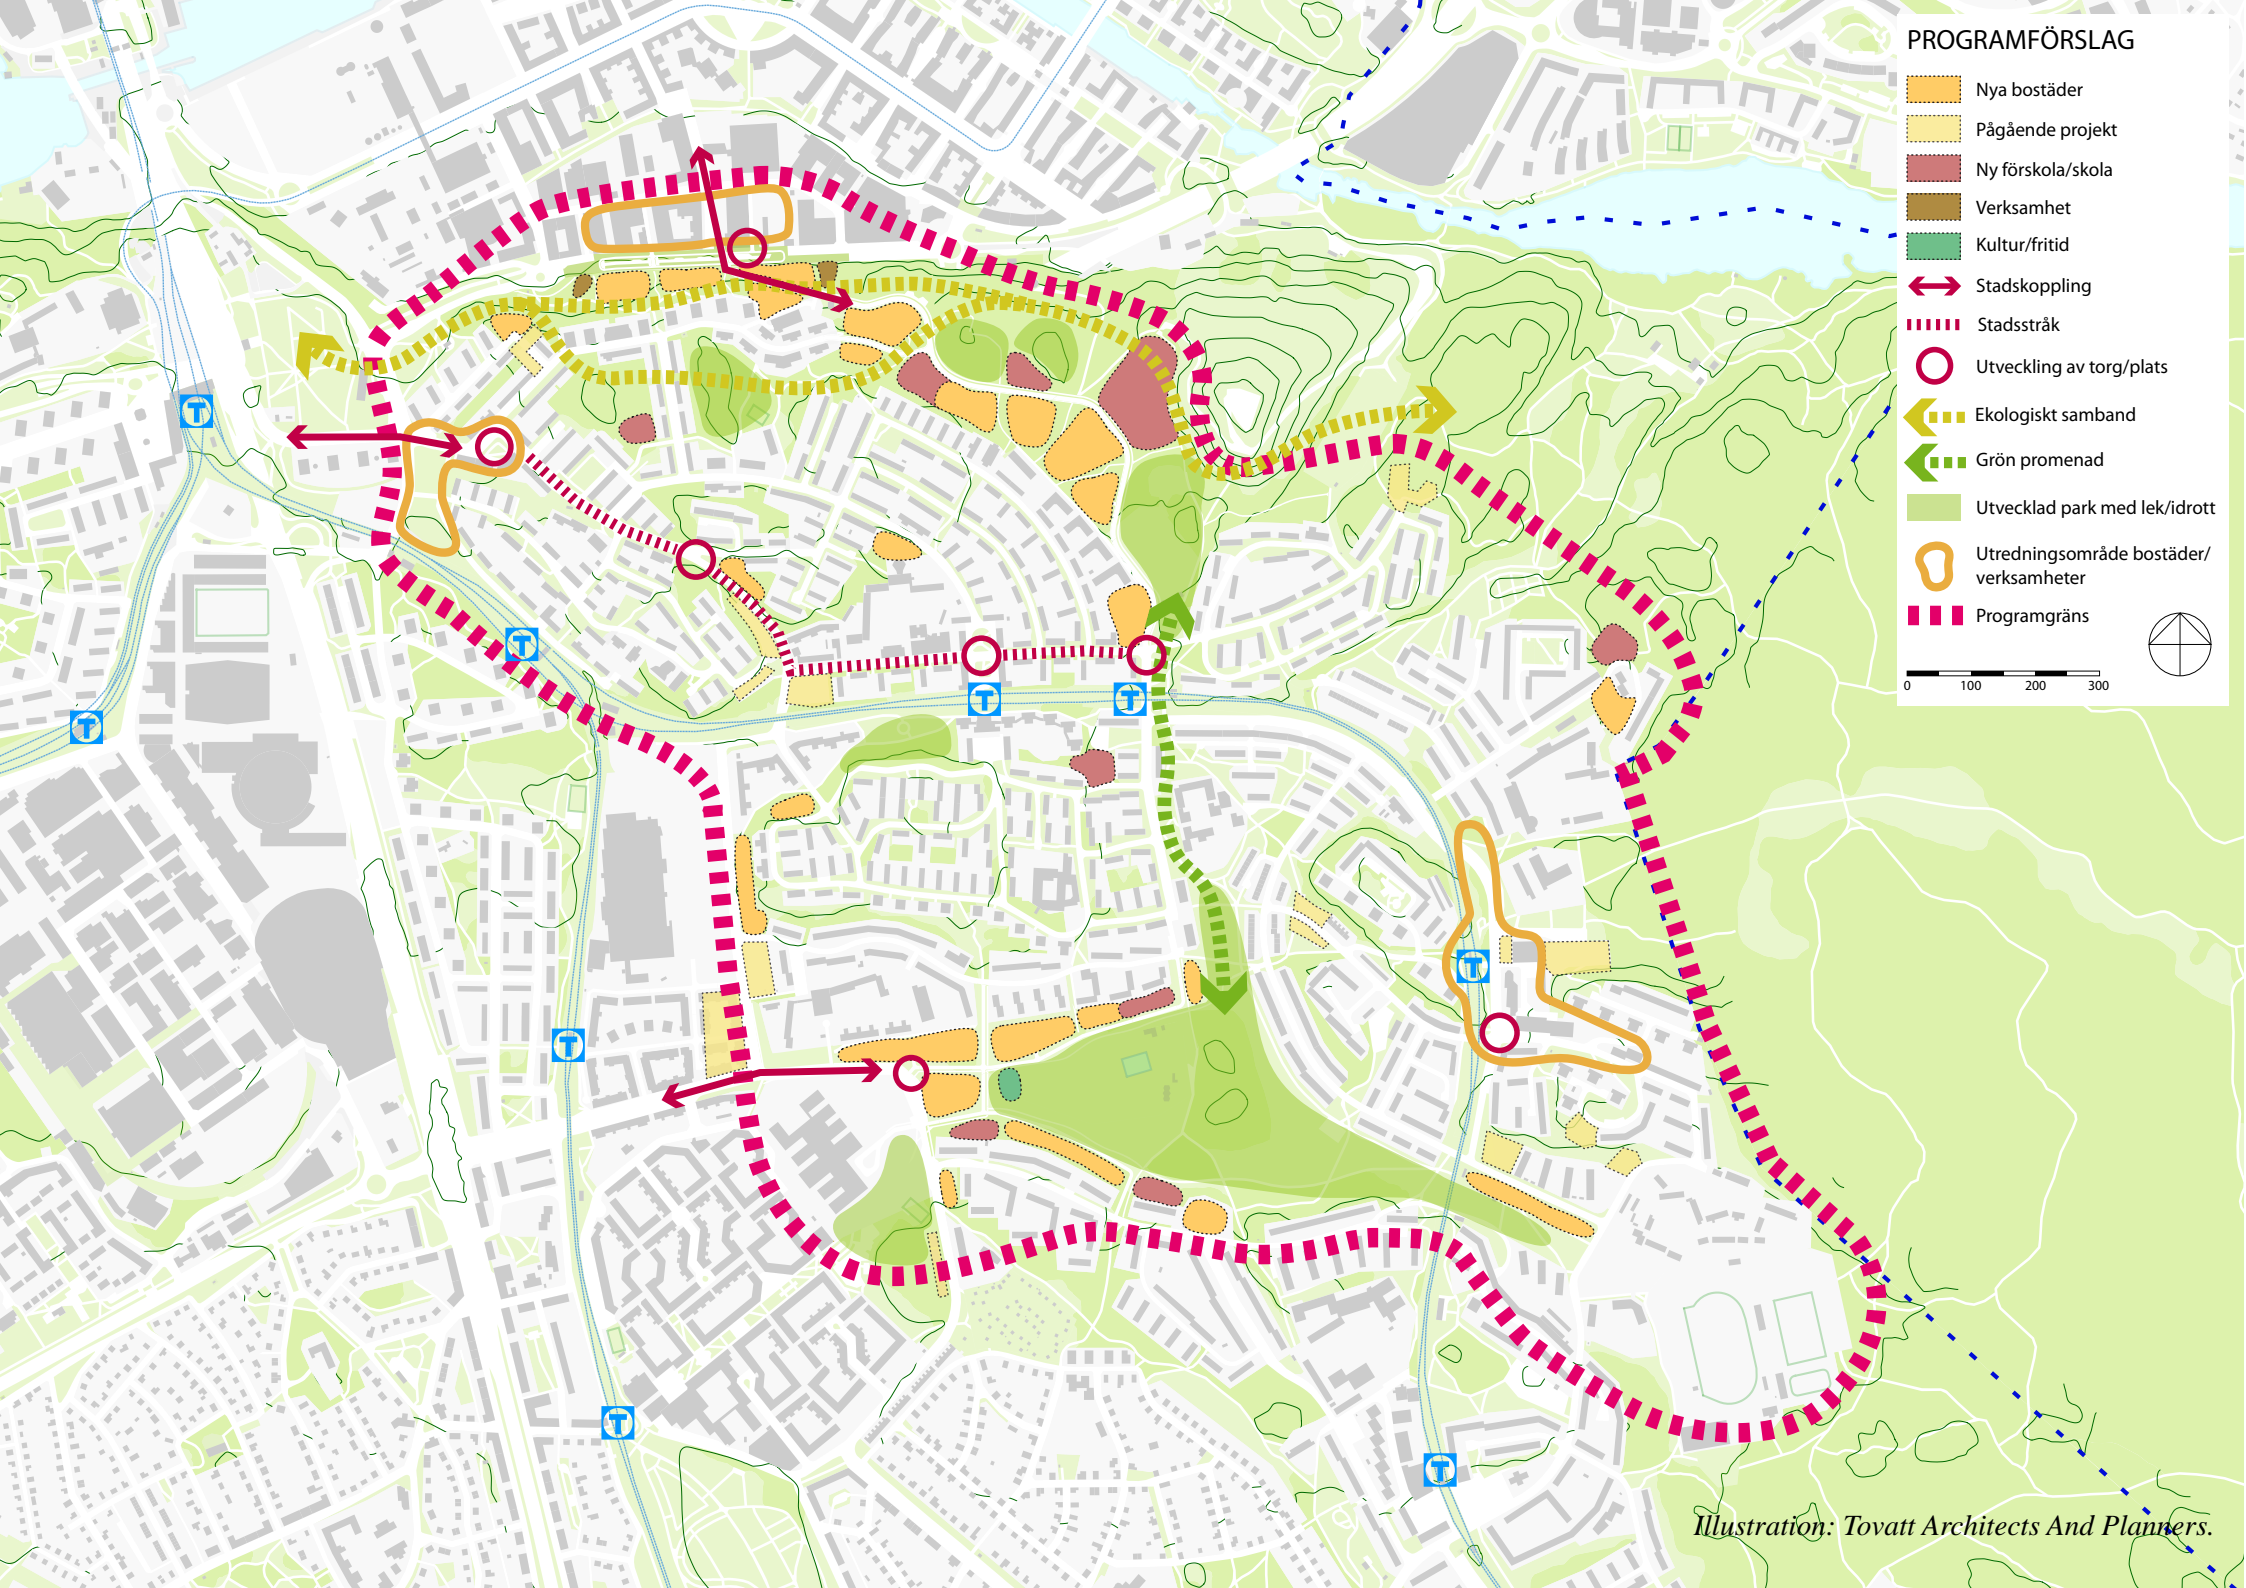 PROGRAMFÖRSLAG
Nya bostäder
Pågående projekt
Ny förskola/skola
Verksamhet
Kultur/fritid
Stadskoppling
Stadsstråk
Utveckling av torg/plats
Ekologiskt samband
Grön promenad
Utvecklad park med lek/idrott
Utredningsområde bostäder/
verksamheter
Programgräns
0 100 200 300
T
T
T
T
T
T
T
T
T
T
Illustration: Tovatt Architects And Planners.